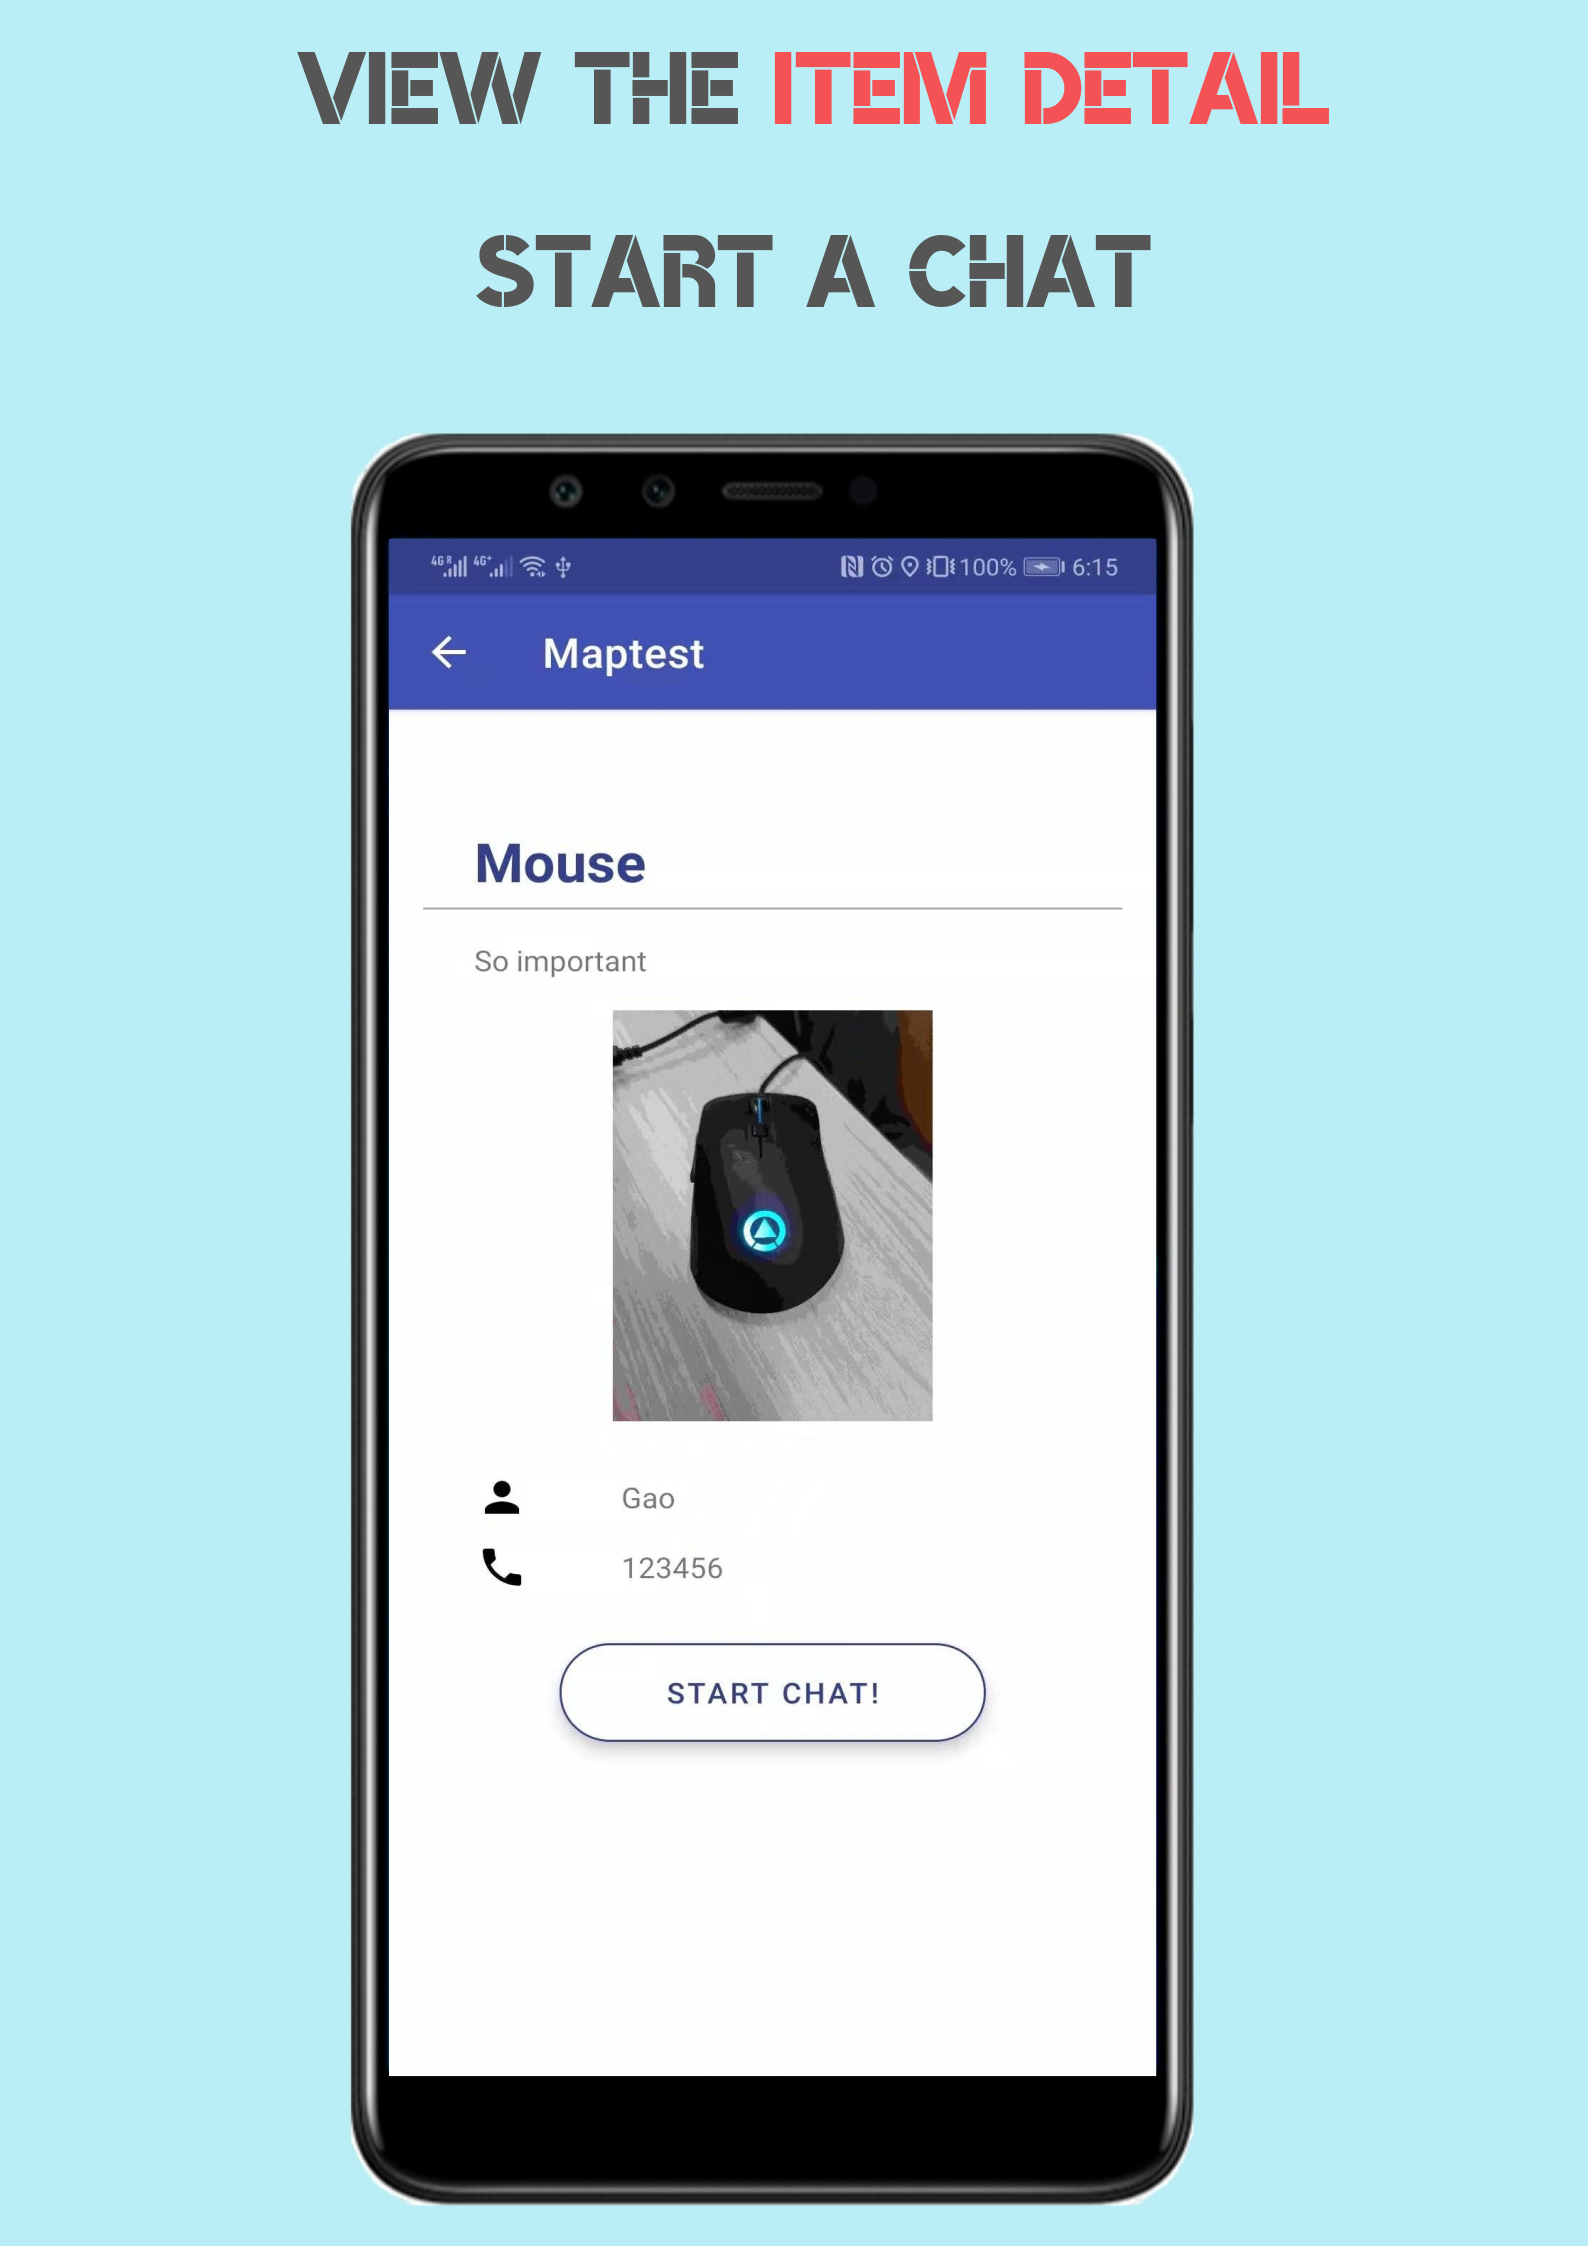 VIEW THE ITEM DETAIL
START A CHAT
4G R 4G+ 100% 6:15
Maptest
Mouse
So important
Gao
123456
START CHAT!